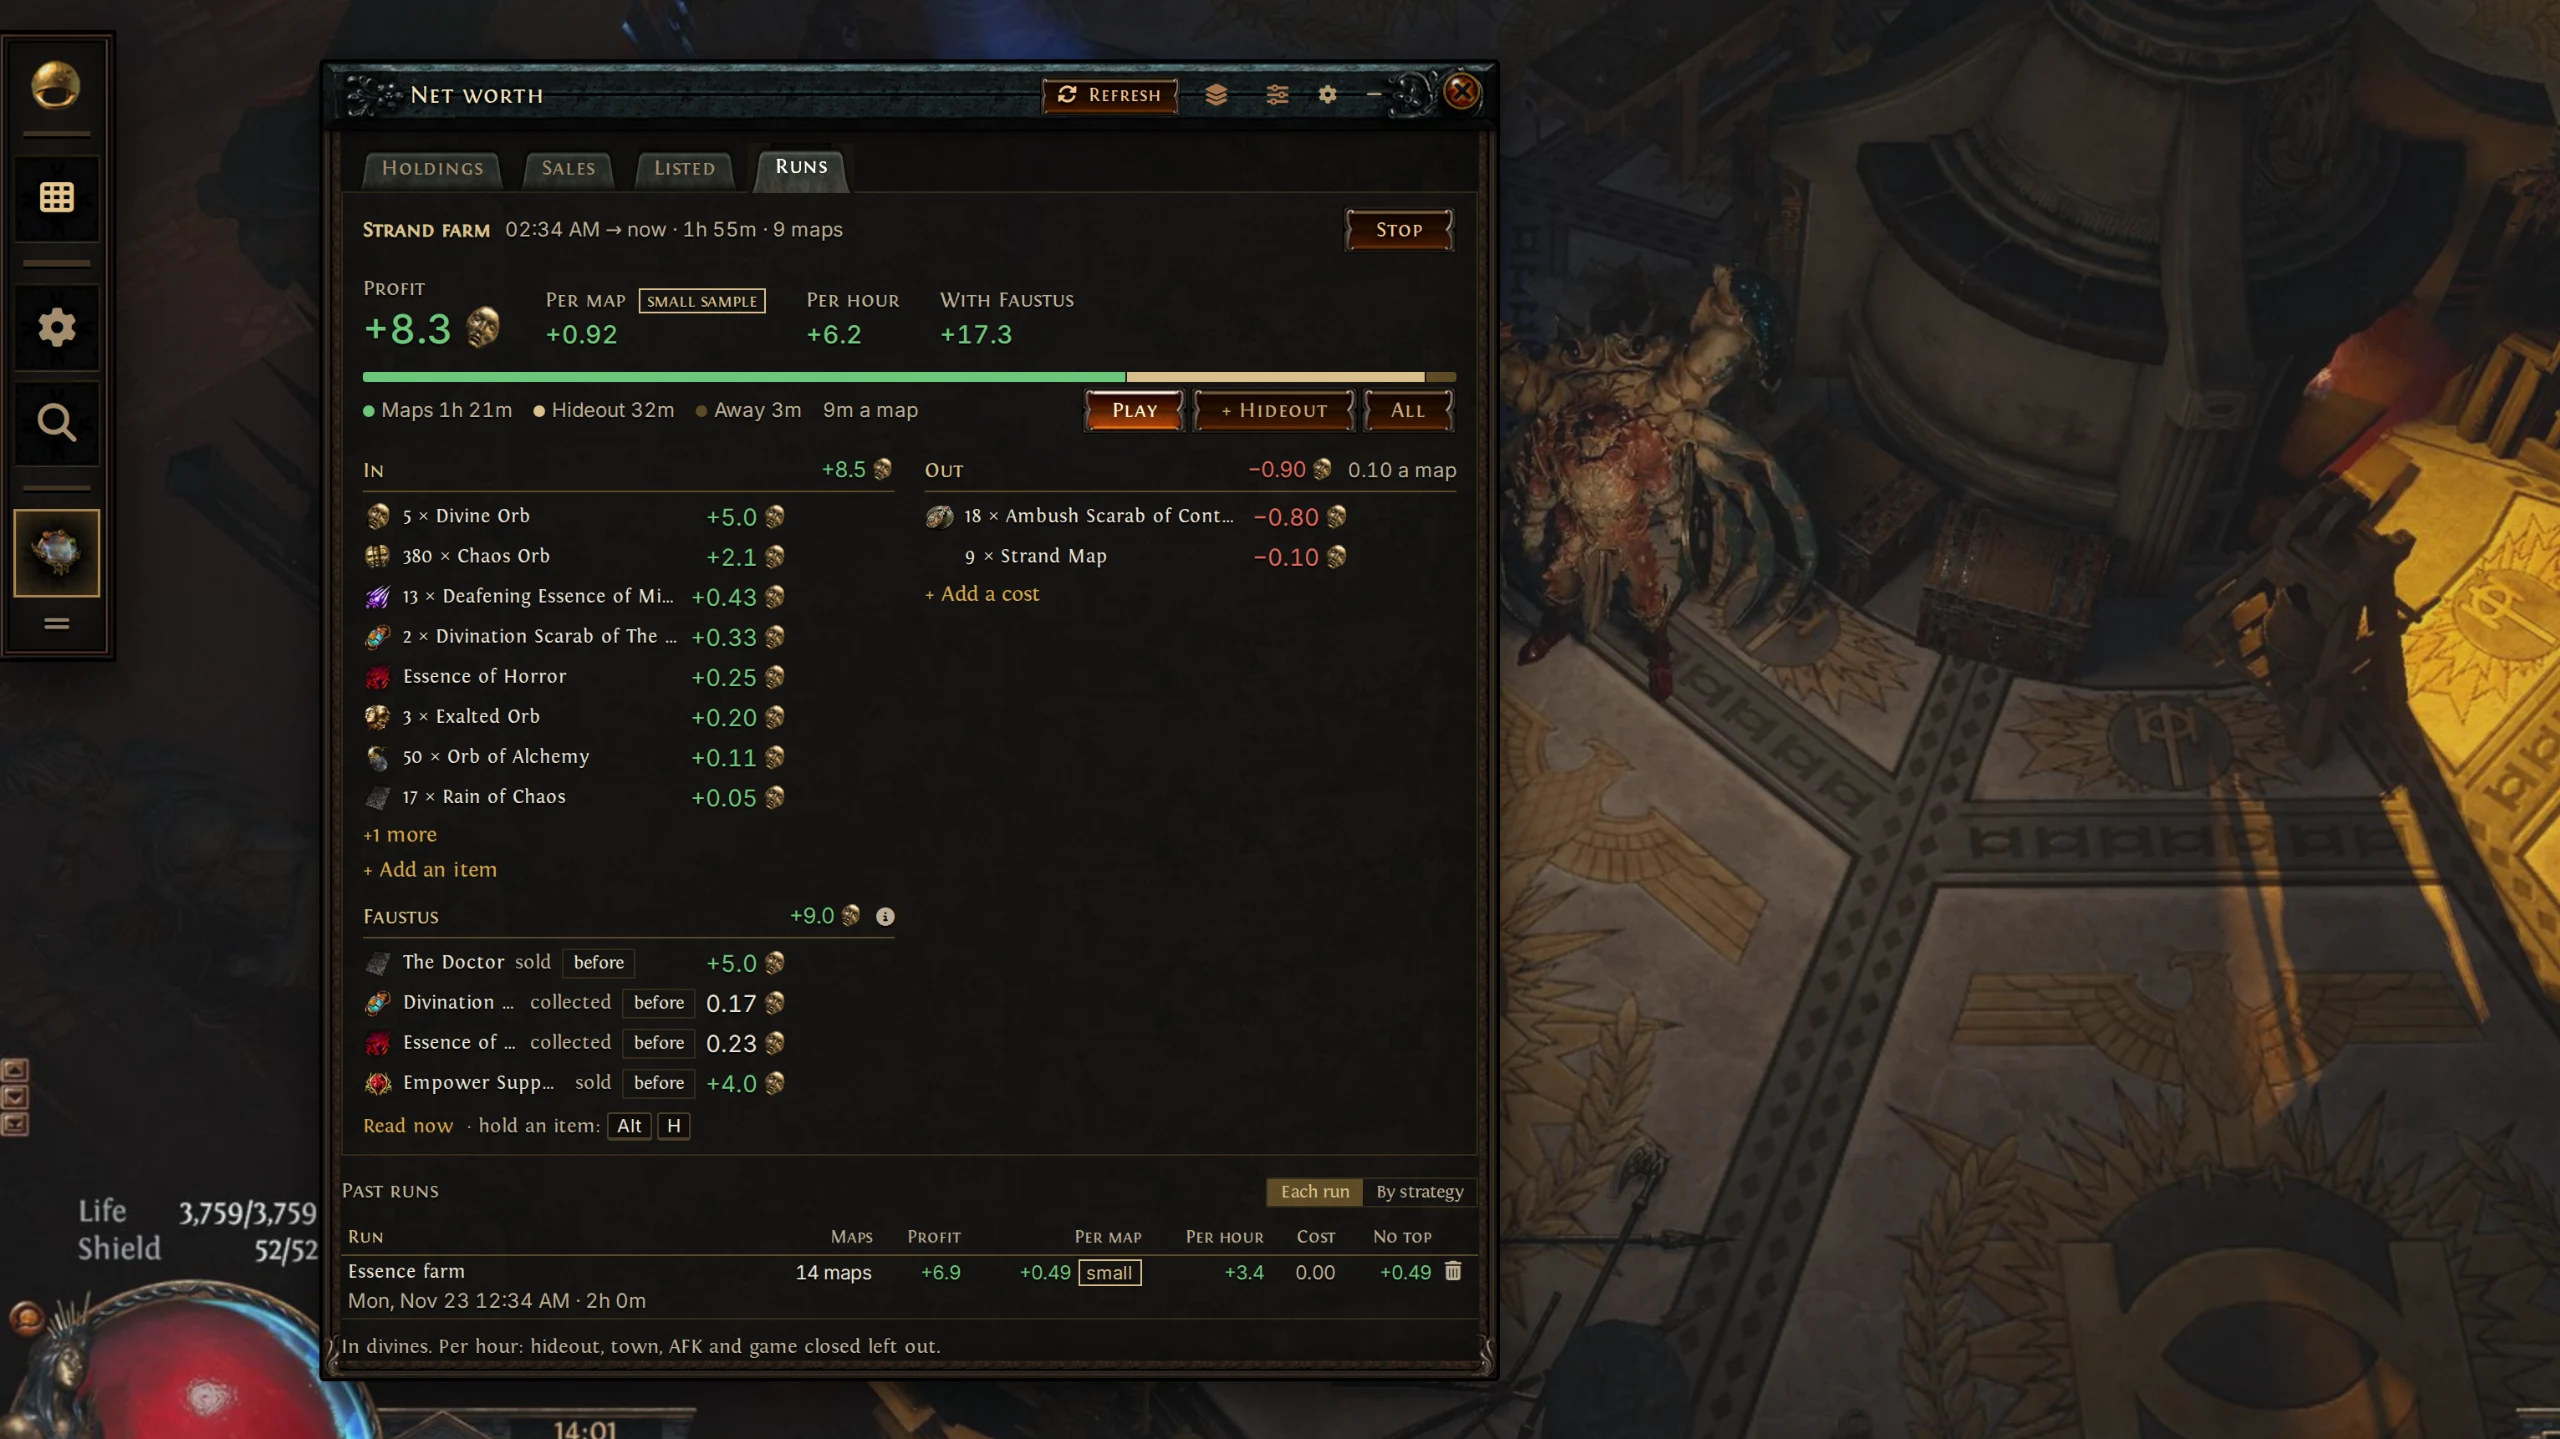 Net worth
Refresh
Holdings
Sales
Listed
Runs
Strand farm 02:34 AM → now · 1h 55m · 9 maps
Stop
Profit
+8.3
Per map small sample
+0.92
Per hour
+6.2
With Faustus
+17.3
Maps 1h 21m Hideout 32m Away 3m 9m a map
Play
+ Hideout
All
In +8.5
5 × Divine Orb +5.0
380 × Chaos Orb +2.1
13 × Deafening Essence of Mi... +0.43
2 × Divination Scarab of The ... +0.33
Essence of Horror +0.25
3 × Exalted Orb +0.20
50 × Orb of Alchemy +0.11
17 × Rain of Chaos +0.05
+1 more
+ Add an item
Out −0.90 0.10 a map
18 × Ambush Scarab of Cont... −0.80
9 × Strand Map −0.10
+ Add a cost
Faustus +9.0
The Doctor sold before +5.0
Divination ... collected before 0.17
Essence of ... collected before 0.23
Empower Supp... sold before +4.0
Read now · hold an item: Alt H
Past runs
Each run By strategy
Run Maps Profit Per map Per hour Cost No top
Essence farm 14 maps +6.9 +0.49 small +3.4 0.00 +0.49
Mon, Nov 23 12:34 AM · 2h 0m
In divines. Per hour: hideout, town, AFK and game closed left out.
Life 3,759/3,759
Shield 52/52
14:01